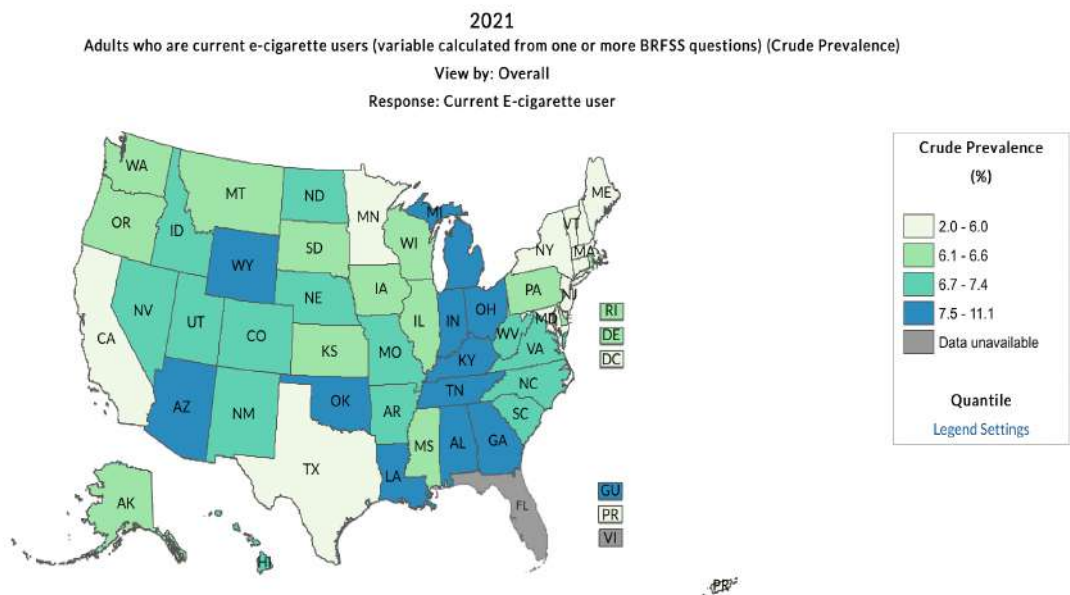 2021
Adults who are current e-cigarette users (variable calculated from one or more BRFSS questions) (Crude Prevalence)
View by: Overall
Response: Current E-cigarette user
Crude Prevalence
(%)
2.0 - 6.0
6.1 - 6.6
6.7 - 7.4
7.5 - 11.1
Data unavailable
Quantile
Legend Settings
WA
MT
ND
MN
ME
OR
ID
SD
WI
MI
VT
NY
MA
WY
IA
NE
PA
NJ
NV
UT
CO
IL
IN
OH
MD
RI
DE
DC
CA
KS
MO
WV
VA
KY
AZ
NM
OK
AR
TN
NC
SC
MS
AL
GA
TX
LA
FL
GU
PR
VI
AK
HI
PR